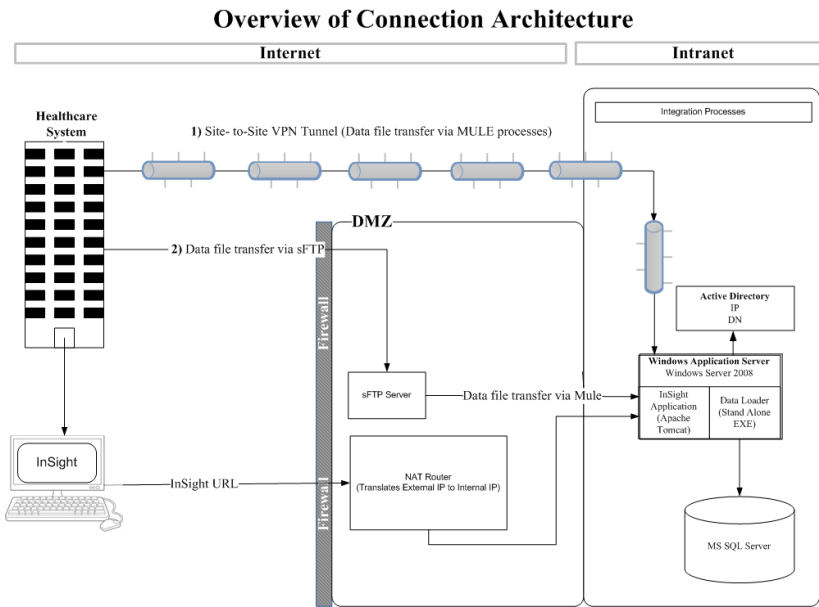 Overview of Connection Architecture
Internet
Intranet
Healthcare
System
1) Site- to-Site VPN Tunnel (Data file transfer via MULE processes)
Integration Processes
DMZ
2) Data file transfer via sFTP
Firewall
Active Directory
IP
DN
Windows Application Server
Windows Server 2008
sFTP Server
Data file transfer via Mule
InSight
Application
(Apache
Tomcat)
Data Loader
(Stand Alone
EXE)
InSight
InSight URL
Firewall
NAT Router
(Translates External IP to Internal IP)
MS SQL Server